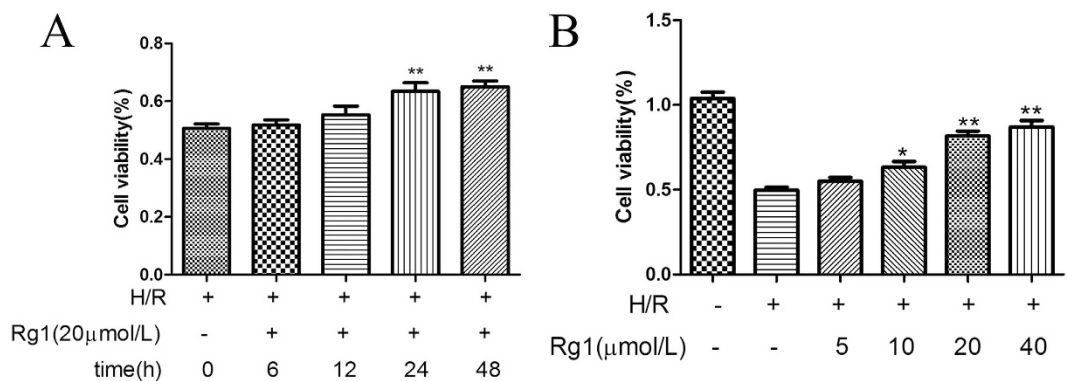 A
Cell viability(%)
0.8
0.6
0.4
0.2
0.0
** **
H/R + + + + +
Rg1(20μmol/L) - + + + +
time(h) 0 6 12 24 48
B
Cell viability(%)
1.5
1.0
0.5
0.0
* ** **
H/R - + + + + +
Rg1(μmol/L) - - 5 10 20 40